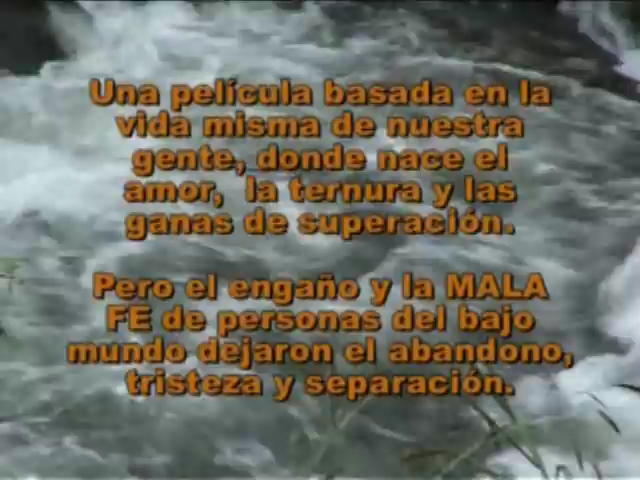 Una película basada en la
vida misma de nuestra
gente, donde nace el
amor,  la ternura y las
ganas de superación.
Pero el engaño y la MALA
FE de personas del bajo
mundo dejaron el abandono,
tristeza y separación.